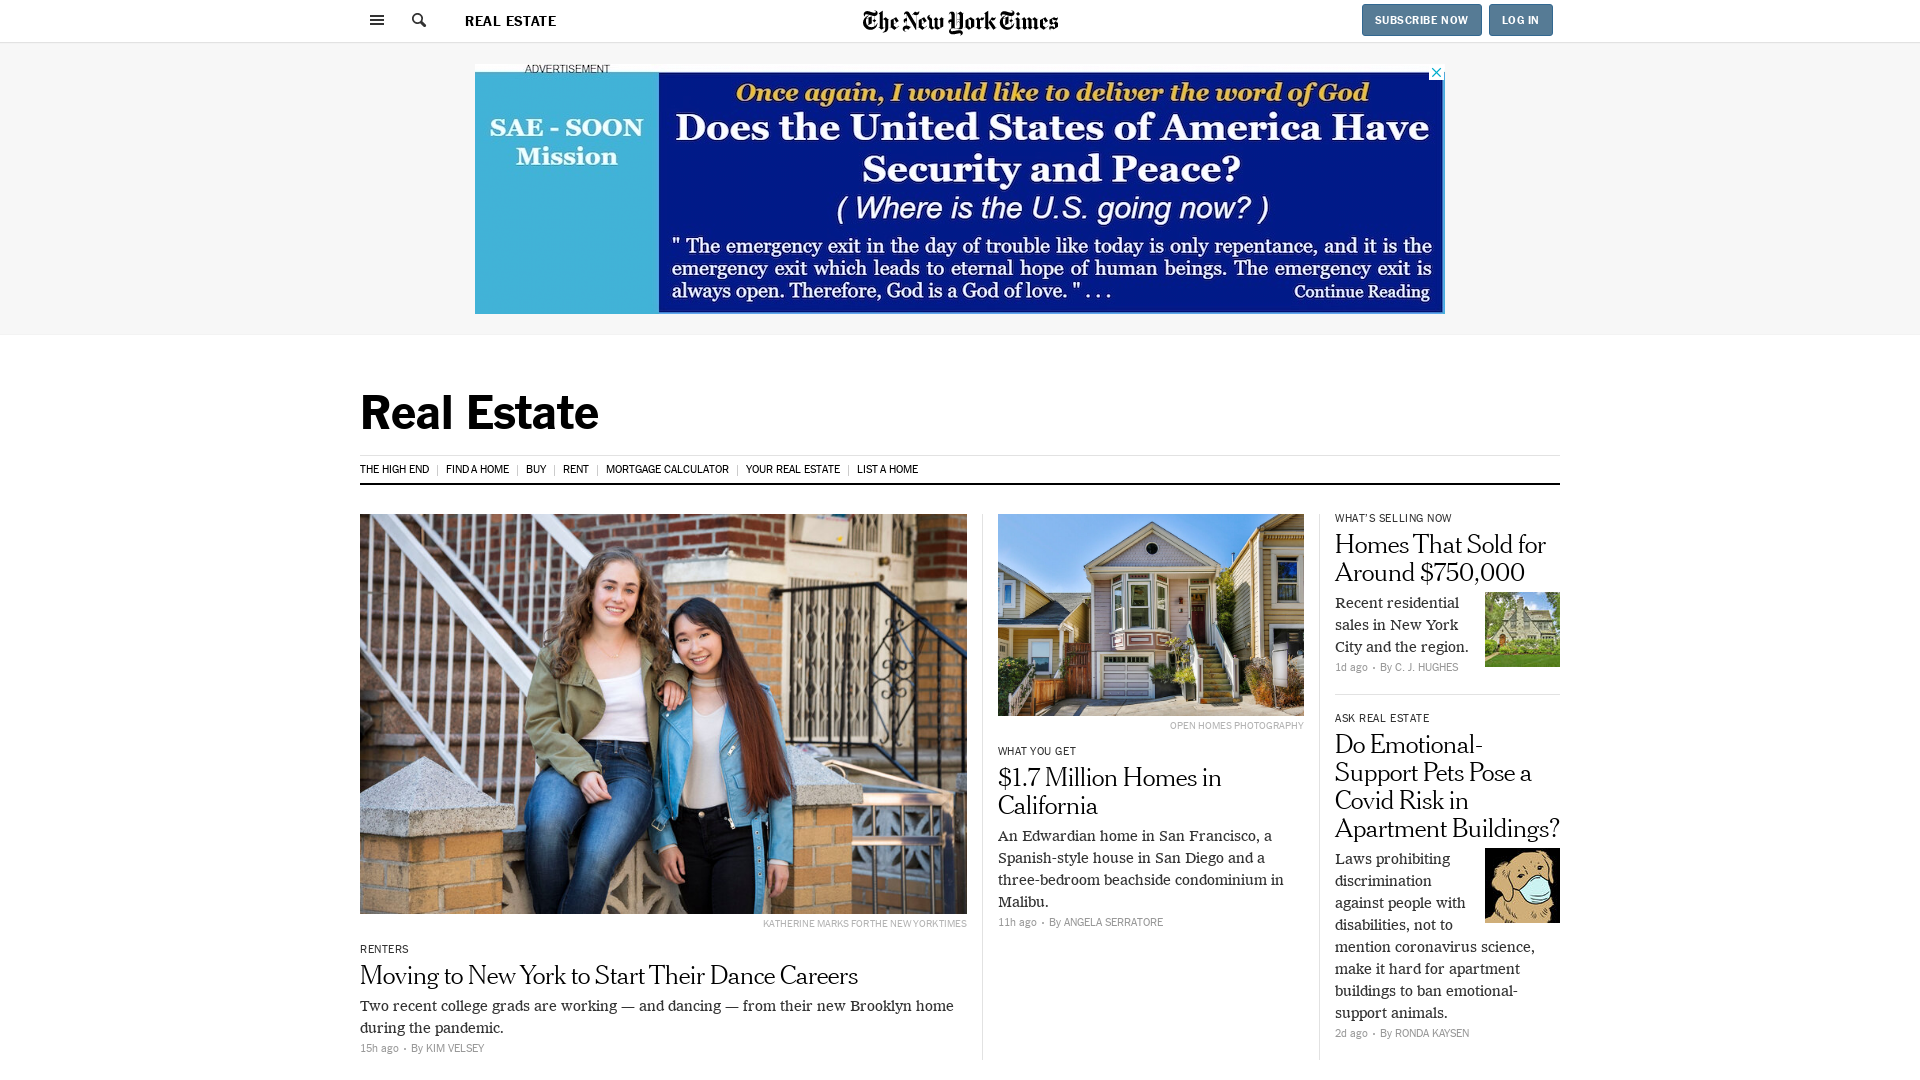 REAL ESTATE
The New York Times
SUBSCRIBE NOW
LOG IN
ADVERTISEMENT
SAE - SOON
Mission
Once again, I would like to deliver the word of God
Does the United States of America Have
Security and Peace?
( Where is the U.S. going now? )
" The emergency exit in the day of trouble like today is only repentance, and it is the
emergency exit which leads to eternal hope of human beings. The emergency exit is
always open. Therefore, God is a God of love. " . . .
Continue Reading
Real Estate
THE HIGH END
FIND A HOME
BUY
RENT
MORTGAGE CALCULATOR
YOUR REAL ESTATE
LIST A HOME
KATHERINE MARKS FOR THE NEW YORK TIMES
RENTERS
Moving to New York to Start Their Dance Careers
Two recent college grads are working — and dancing — from their new Brooklyn home
during the pandemic.
15h ago • By KIM VELSEY
OPEN HOMES PHOTOGRAPHY
WHAT YOU GET
$1.7 Million Homes in
California
An Edwardian home in San Francisco, a
Spanish-style house in San Diego and a
three-bedroom beachside condominium in
Malibu.
11h ago • By ANGELA SERRATORE
WHAT'S SELLING NOW
Homes That Sold for
Around $750,000
Recent residential
sales in New York
City and the region.
1d ago • By C. J. HUGHES
ASK REAL ESTATE
Do Emotional-
Support Pets Pose a
Covid Risk in
Apartment Buildings?
Laws prohibiting
discrimination
against people with
disabilities, not to
mention coronavirus science,
make it hard for apartment
buildings to ban emotional-
support animals.
2d ago • By RONDA KAYSEN